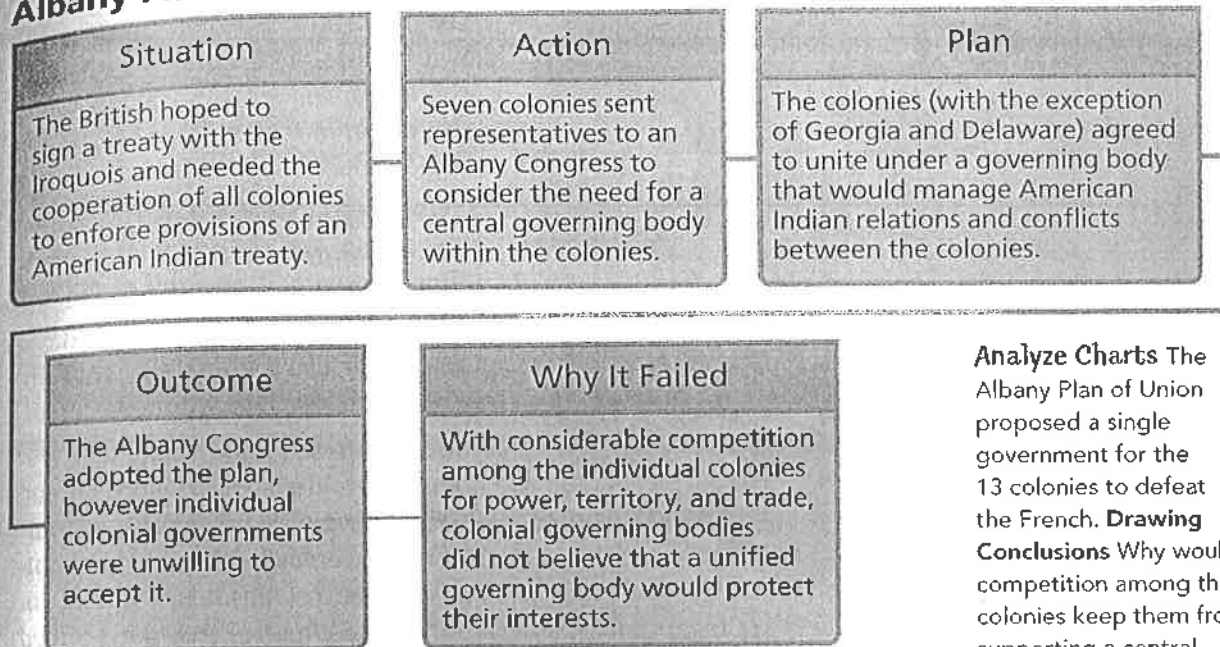 Albany
Situation
The British hoped to
sign a treaty with the
Iroquois and needed the
cooperation of all colonies
to enforce provisions of an
American Indian treaty.
Action
Seven colonies sent
representatives to an
Albany Congress to
consider the need for a
central governing body
within the colonies.
Plan
The colonies (with the exception
of Georgia and Delaware) agreed
to unite under a governing body
that would manage American
Indian relations and conflicts
between the colonies.
Outcome
The Albany Congress
adopted the plan,
however individual
colonial governments
were unwilling to
accept it.
Why It Failed
With considerable competition
among the individual colonies
for power, territory, and trade,
colonial governing bodies
did not believe that a unified
governing body would protect
their interests.
Analyze Charts The
Albany Plan of Union
proposed a single
government for the
13 colonies to defeat
the French. Drawing
Conclusions Why
competition among
colonies keep them
supporting a central